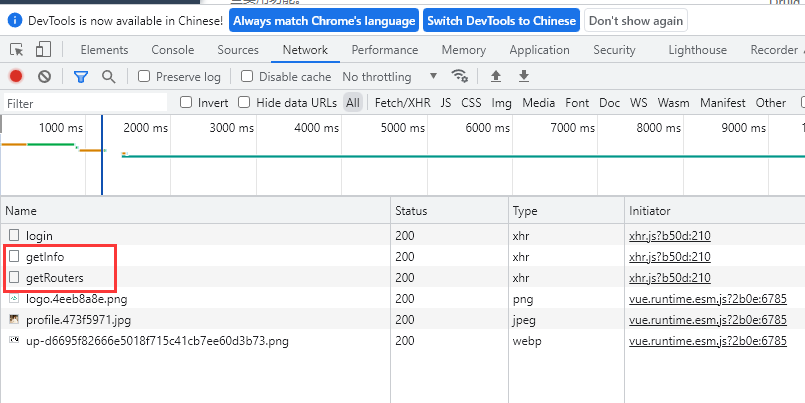 DevTools is now available in Chinese! Always match Chrome's language Switch DevTools to Chinese Don't show again
Elements Console Sources Network Performance Memory Application Security Lighthouse Recorder
Preserve log Disable cache No throttling
Filter Invert Hide data URLs All Fetch/XHR JS CSS Img Media Font Doc WS Wasm Manifest Other
1000 ms 2000 ms 3000 ms 4000 ms 5000 ms 6000 ms 7000 ms 8000 ms 9000 ms
Name Status Type Initiator
login 200 xhr xhr.js?b50d:210
getInfo 200 xhr xhr.js?b50d:210
getRouters 200 xhr xhr.js?b50d:210
logo.4eeb8a8e.png 200 png vue.runtime.esm.js?2b0e:6785
profile.473f5971.jpg 200 jpeg vue.runtime.esm.js?2b0e:6785
up-d6695f82666e5018f715c41cb7ee60d3b73.png 200 webp vue.runtime.esm.js?2b0e:6785